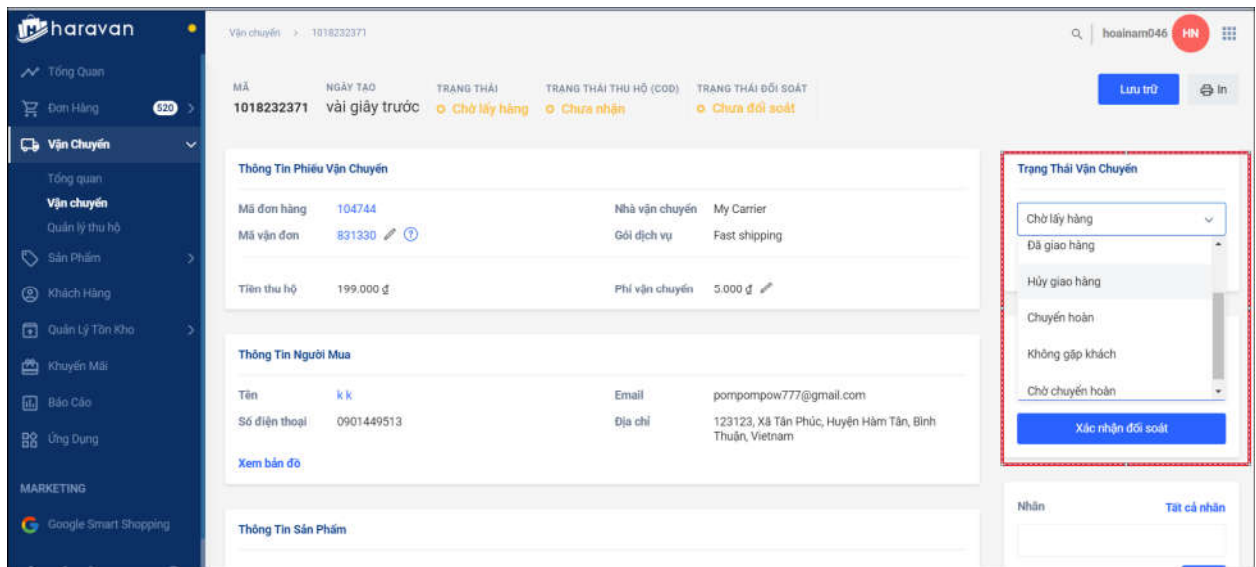 haravan
Vận chuyển > 1018232371
hoainam046
HN
Tổng Quan
Đơn Hàng 520
Vận Chuyển
Tổng quan
Vận chuyển
Quản lý thu hộ
Sản Phẩm
Khách Hàng
Quản Lý Tồn Kho
Khuyến Mãi
Báo Cáo
Ứng Dụng
MARKETING
Google Smart Shopping
MÃ
1018232371
NGÀY TẠO
vài giây trước
TRẠNG THÁI
Chờ lấy hàng
TRẠNG THÁI THU HỘ (COD)
Chưa nhận
TRẠNG THÁI ĐỐI SOÁT
Chưa đối soát
Lưu trữ
In
Thông Tin Phiếu Vận Chuyển
Mã đơn hàng 104744
Nhà vận chuyển My Carrier
Mã vận đơn 831330
Gói dịch vụ Fast shipping
Tiền thu hộ 199.000 ₫
Phí vận chuyển 5.000 ₫
Thông Tin Người Mua
Tên k k
Email pompompow777@gmail.com
Số điện thoại 0901449513
Địa chỉ 123123, Xã Tân Phúc, Huyện Hàm Tân, Bình
Thuận, Vietnam
Xem bản đồ
Thông Tin Sản Phẩm
Trạng Thái Vận Chuyển
Chờ lấy hàng
Đã giao hàng
Hủy giao hàng
Chuyển hoàn
Không gặp khách
Chờ chuyển hoàn
Xác nhận đối soát
Nhãn
Tất cả nhãn